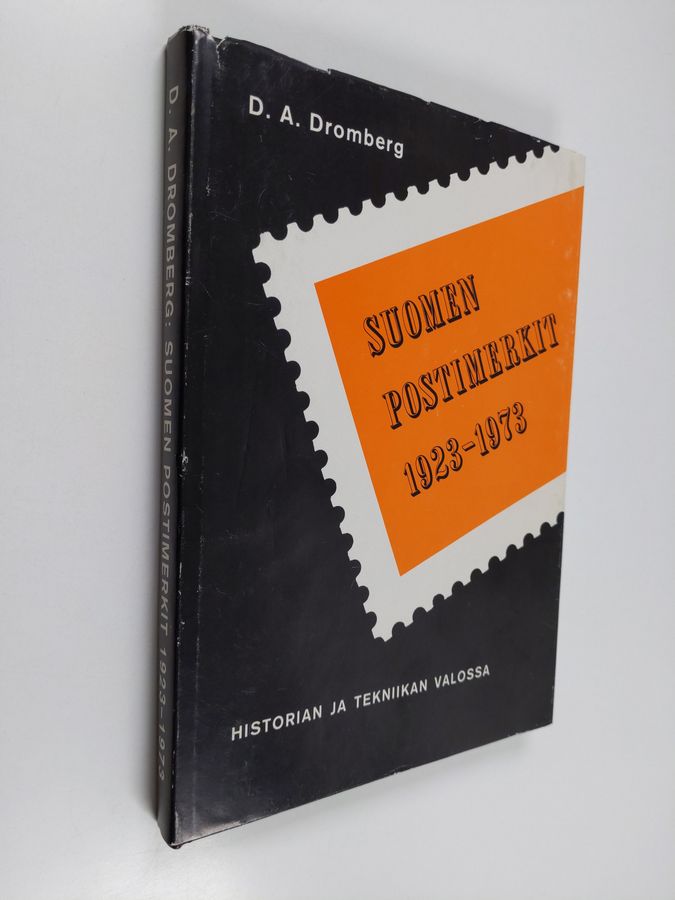 D. A. Dromberg
SUOMEN
POSTIMERKIT
1923-1973
HISTORIAN JA TEKNIIKAN VALOSSA
D. A. DROMBERG: SUOMEN POSTIMERKIT 1923-1973